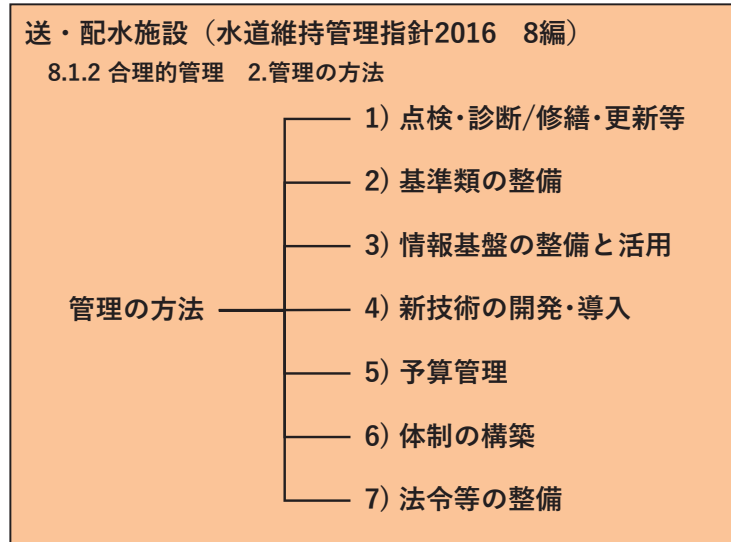 送・配水施設（水道維持管理指針2016　8編）
8.1.2 合理的管理　2.管理の方法
1) 点検･診断/修繕･更新等
2) 基準類の整備
3) 情報基盤の整備と活用
管理の方法
4) 新技術の開発･導入
5) 予算管理
6) 体制の構築
7) 法令等の整備